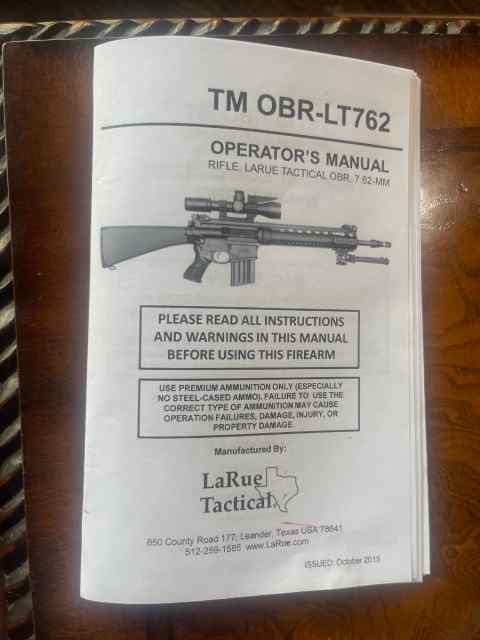 TM OBR-LT762
OPERATOR'S MANUAL
RIFLE, LARUE TACTICAL OBR, 7.62-MM
PLEASE READ ALL INSTRUCTIONS
AND WARNINGS IN THIS MANUAL
BEFORE USING THIS FIREARM
USE PREMIUM AMMUNITION ONLY (ESPECIALLY
NO STEEL-CASED AMMO). FAILURE TO USE THE
CORRECT TYPE OF AMMUNITION MAY CAUSE
OPERATION FAILURES, DAMAGE, INJURY, OR
PROPERTY DAMAGE.
Manufactured By:
LaRue
Tactical
850 County Road 177, Leander, Texas USA 78641
512-259-1585 www.LaRue.com
ISSUED: October 2015